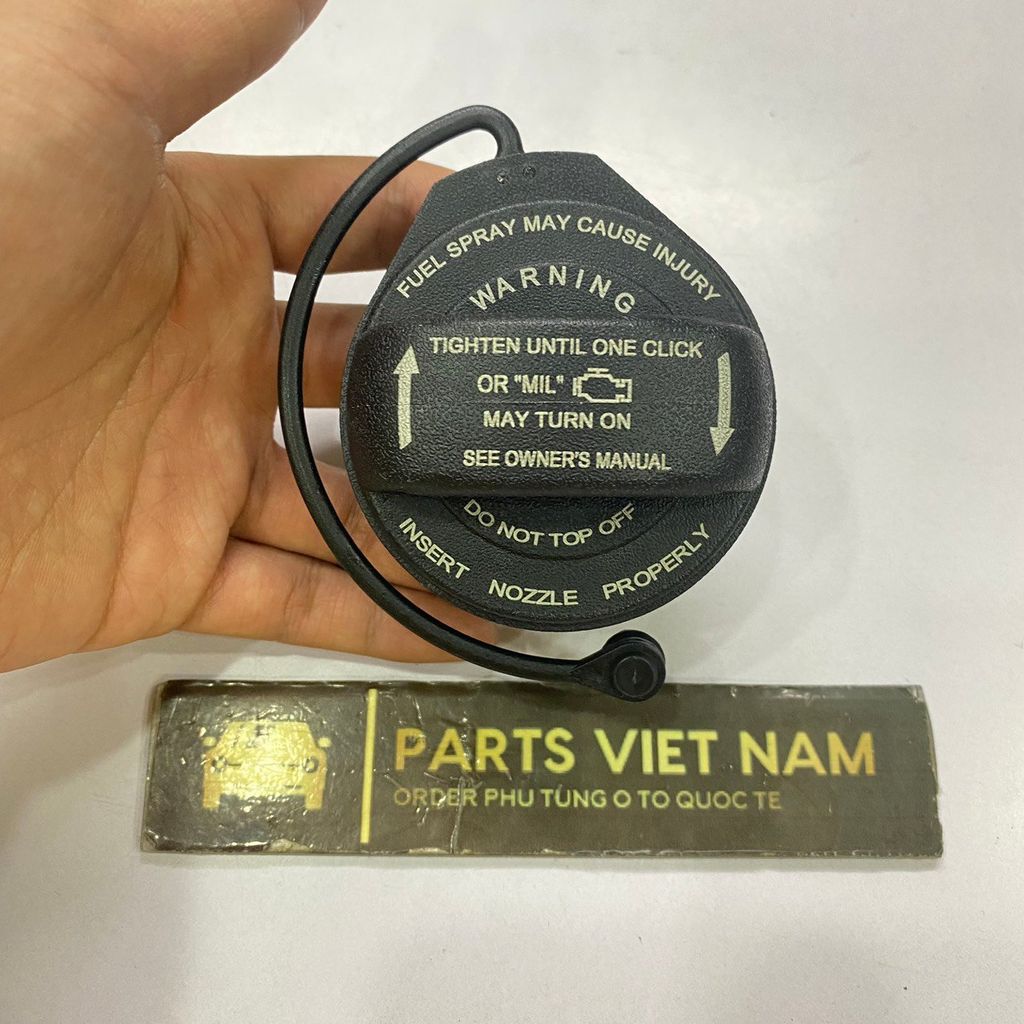 FUEL SPRAY MAY CAUSE INJURY
WARNING
TIGHTEN UNTIL ONE CLICK
OR "MIL"
MAY TURN ON
SEE OWNER'S MANUAL
DO NOT TOP OFF
INSERT NOZZLE PROPERLY
PARTS VIET NAM
ORDER PHU TUNG O TO QUOC TE